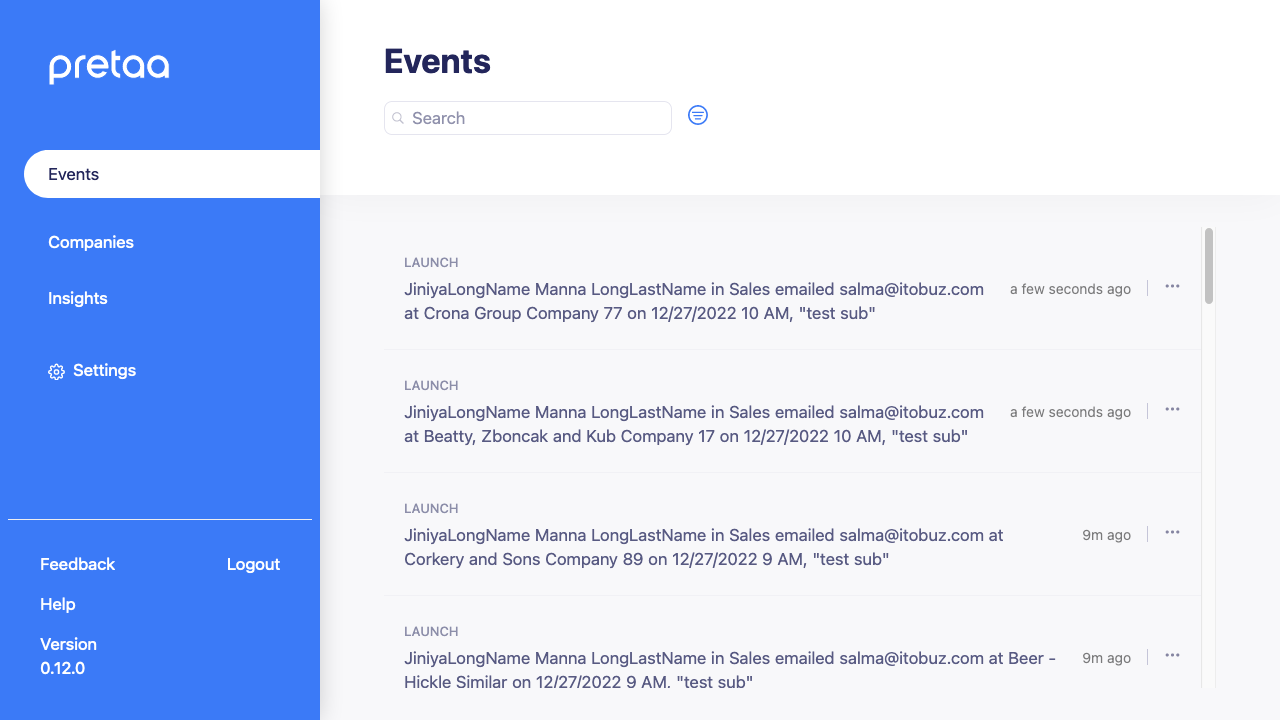 pretaa
Events
Companies
Insights
Settings
Feedback
Logout
Help
Version
0.12.0
Events
Search
LAUNCH
JiniyaLongName Manna LongLastName in Sales emailed salma@itobuz.com
at Crona Group Company 77 on 12/27/2022 10 AM, "test sub"
a few seconds ago
LAUNCH
JiniyaLongName Manna LongLastName in Sales emailed salma@itobuz.com
at Beatty, Zboncak and Kub Company 17 on 12/27/2022 10 AM, "test sub"
a few seconds ago
LAUNCH
JiniyaLongName Manna LongLastName in Sales emailed salma@itobuz.com at
Corkery and Sons Company 89 on 12/27/2022 9 AM, "test sub"
9m ago
LAUNCH
JiniyaLongName Manna LongLastName in Sales emailed salma@itobuz.com at Beer -
Hickle Similar on 12/27/2022 9 AM, "test sub"
9m ago